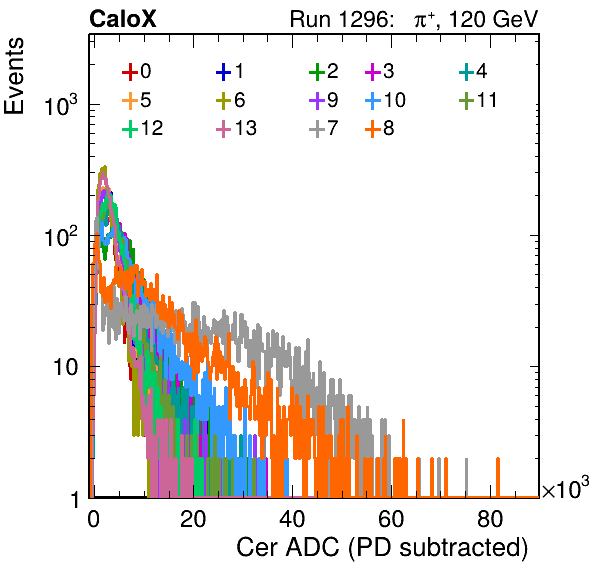 CaloX Run 1296: π⁺, 120 GeV
Events
0 1 2 3 4
5 6 9 10 11
12 13 7 8
10³
10²
10
1
0 20 40 60 80 ×10³
Cer ADC (PD subtracted)